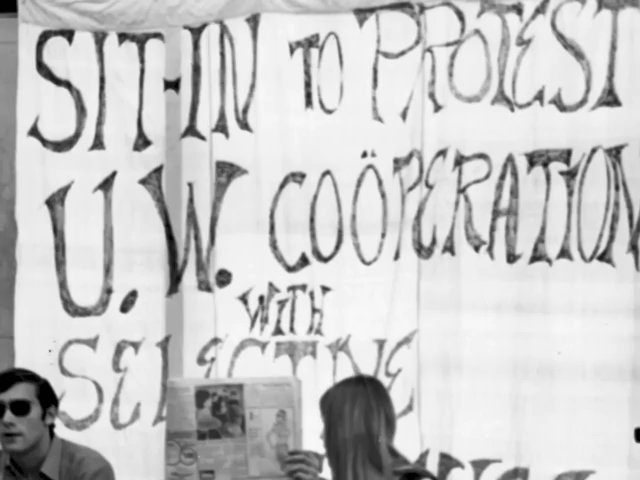 SIT-IN TO PROTEST
U.W. COÖPERATION
WITH
SELECTIVE